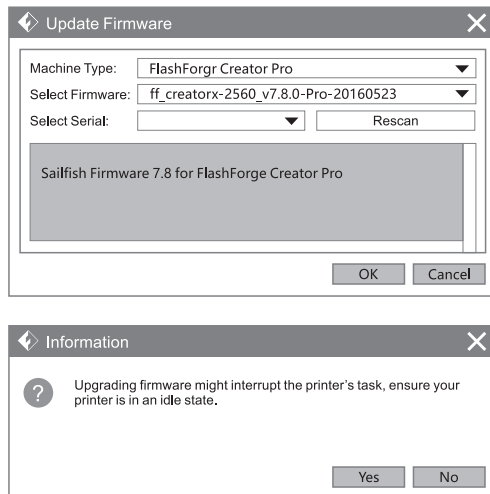 Update Firmware
Machine Type: FlashForgr Creator Pro
Select Firmware: ff_creatorx-2560_v7.8.0-Pro-20160523
Select Serial: Rescan
Sailfish Firmware 7.8 for FlashForge Creator Pro
OK Cancel
Information
? Upgrading firmware might interrupt the printer's task, ensure your
printer is in an idle state.
Yes No